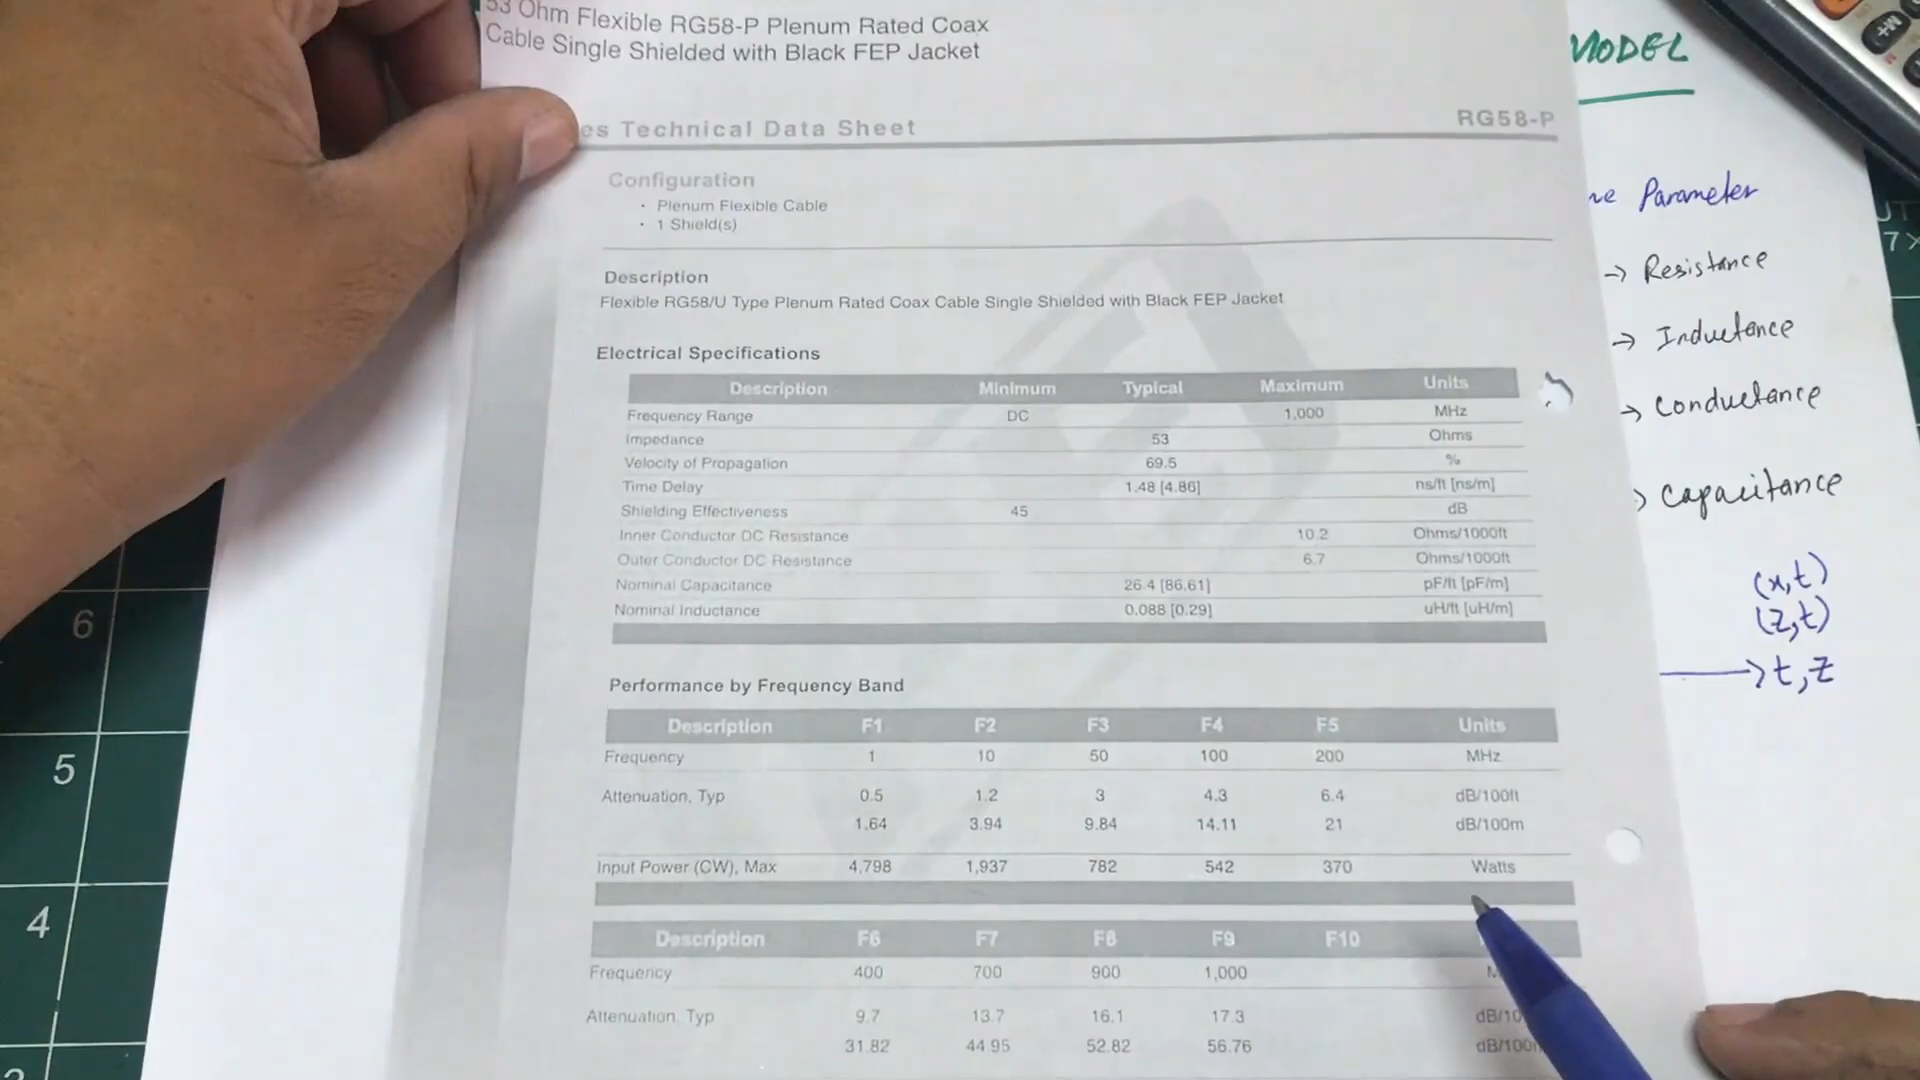 53 Ohm Flexible RG58-P Plenum Rated Coax
Cable Single Shielded with Black FEP Jacket
es Technical Data Sheet RG58-P
Configuration
· Plenum Flexible Cable
· 1 Shield(s)
Description
Flexible RG58/U Type Plenum Rated Coax Cable Single Shielded with Black FEP Jacket
Electrical Specifications
Description Minimum Typical Maximum Units
Frequency Range DC 1,000 MHz
Impedance 53 Ohms
Velocity of Propagation 69.5 %
Time Delay 1.48 [4.86] ns/ft [ns/m]
Shielding Effectiveness 45 dB
Inner Conductor DC Resistance 10.2 Ohms/1000ft
Outer Conductor DC Resistance 6.7 Ohms/1000ft
Nominal Capacitance 26.4 [86.61] pF/ft [pF/m]
Nominal Inductance 0.088 [0.29] uH/ft [uH/m]
Performance by Frequency Band
Description F1 F2 F3 F4 F5 Units
Frequency 1 10 50 100 200 MHz
Attenuation, Typ 0.5 1.2 3 4.3 6.4 dB/100ft
1.64 3.94 9.84 14.11 21 dB/100m
Input Power (CW), Max 4,798 1,937 782 542 370 Watts
Description F6 F7 F8 F9 F10
Frequency 400 700 900 1,000 M
Attenuation, Typ 9.7 13.7 16.1 17.3 dB/10
31.82 44.95 52.82 56.76 dB/100
MODEL
ne Parameter
→ Resistance
→ Inductance
→ Conductance
→ Capacitance
(x,t)
(z,t)
→ t, z
6
5
4
7
M+